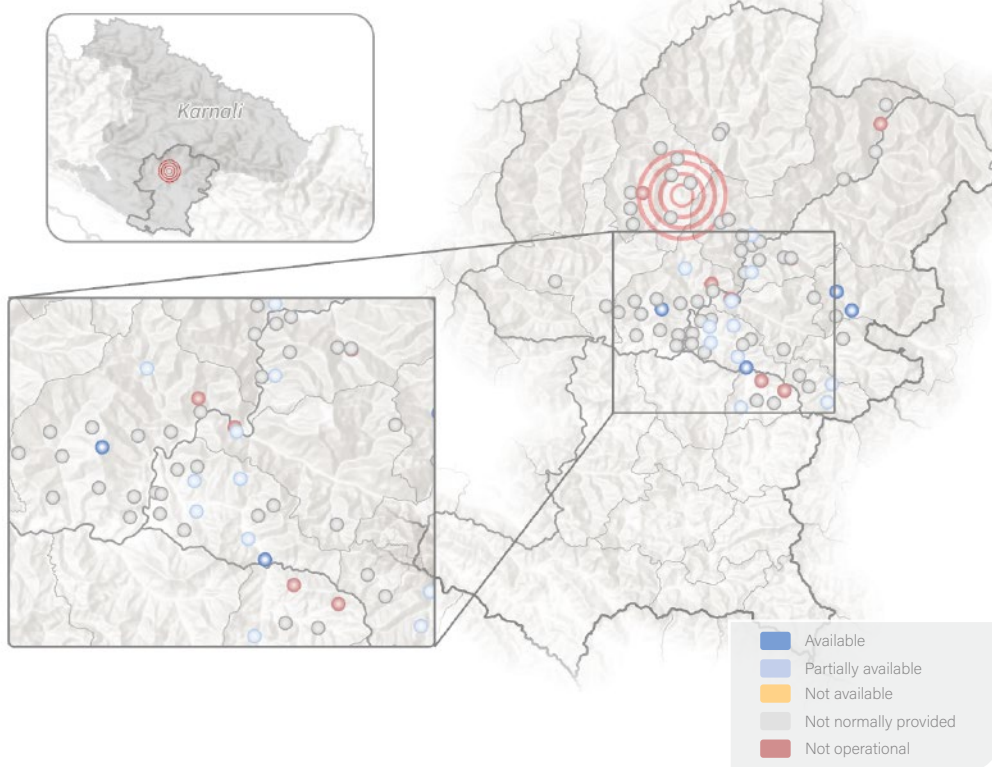 Karnali
Available
Partially available
Not available
Not normally provided
Not operational